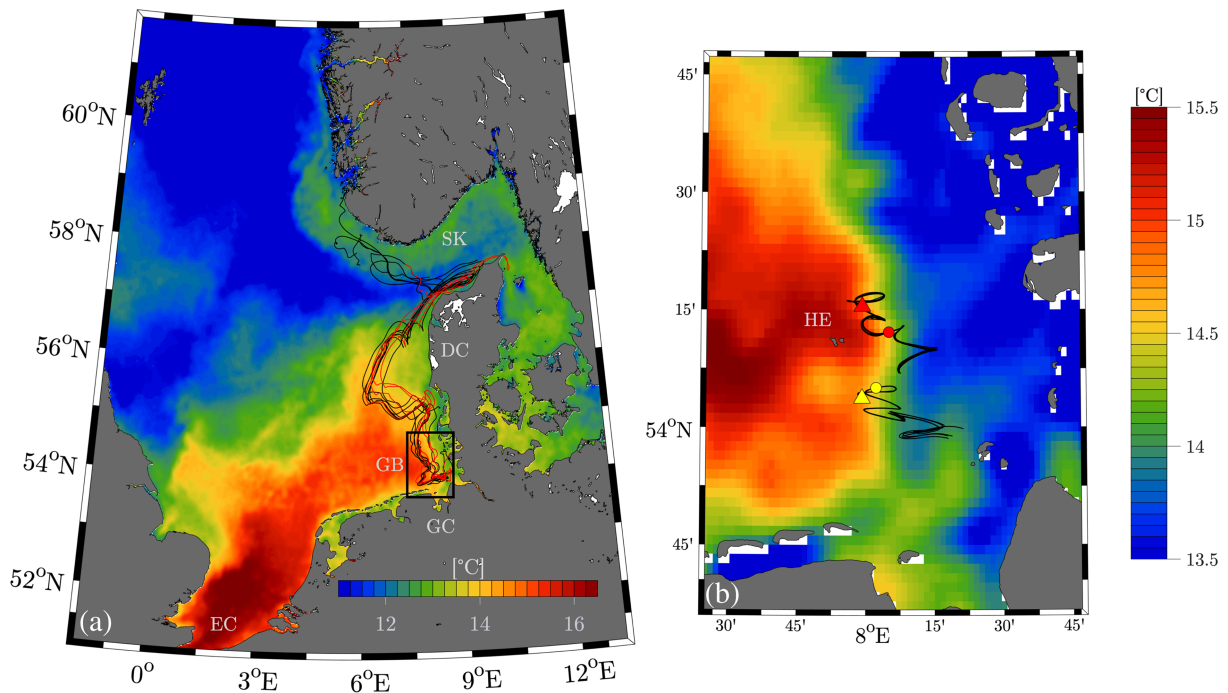 60°N
58°N
56°N
54°N
52°N
0°
3°E
6°E
9°E
12°E
SK
DC
GB
GC
EC
[°C]
12
14
16
(a)
45'
30'
15'
54°N
45'
30'
45'
8°E
15'
30'
45'
HE
(b)
[°C]
15.5
15
14.5
14
13.5